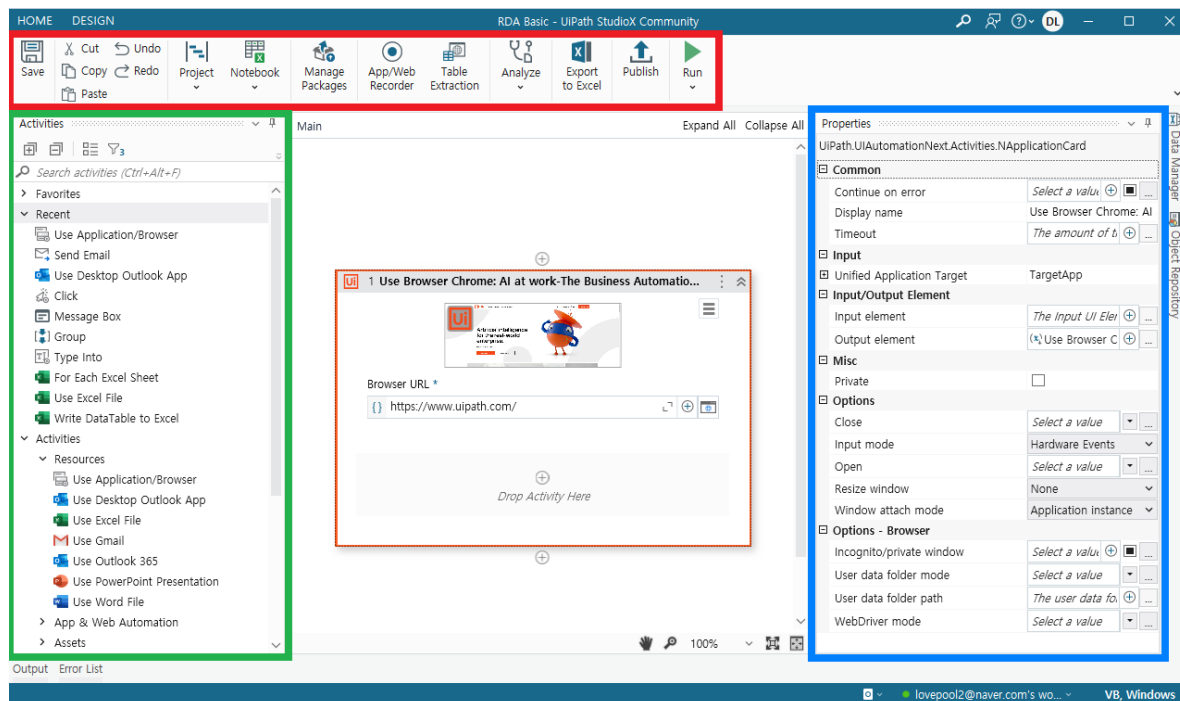 HOME DESIGN
RDA Basic - UiPath StudioX Community
DL
Save
Cut
Undo
Copy
Redo
Paste
Project
Notebook
Manage Packages
App/Web Recorder
Table Extraction
Analyze
Export to Excel
Publish
Run
Activities
Search activities (Ctrl+Alt+F)
Favorites
Recent
Use Application/Browser
Send Email
Use Desktop Outlook App
Click
Message Box
Group
Type Into
For Each Excel Sheet
Use Excel File
Write DataTable to Excel
Activities
Resources
Use Application/Browser
Use Desktop Outlook App
Use Excel File
Use Gmail
Use Outlook 365
Use PowerPoint Presentation
Use Word File
App & Web Automation
Assets
Main
Expand All Collapse All
Ui 1 Use Browser Chrome: AI at work-The Business Automatio...
Ui
Browser URL *
{} https://www.uipath.com/
Drop Activity Here
100%
Properties
UiPath.UIAutomationNext.Activities.NApplicationCard
Common
Continue on error Select a valu ...
Display name Use Browser Chrome: AI
Timeout The amount of ti ...
Input
Unified Application Target TargetApp
Input/Output Element
Input element The Input UI Elen ...
Output element (x) Use Browser C ...
Misc
Private
Options
Close Select a value ...
Input mode Hardware Events
Open Select a value ...
Resize window None
Window attach mode Application instance
Options - Browser
Incognito/private window Select a valu ...
User data folder mode Select a value ...
User data folder path The user data fo ...
WebDriver mode Select a value ...
Data Manager
Object Repository
Output Error List
lovepool2@naver.com's wo...
VB, Windows